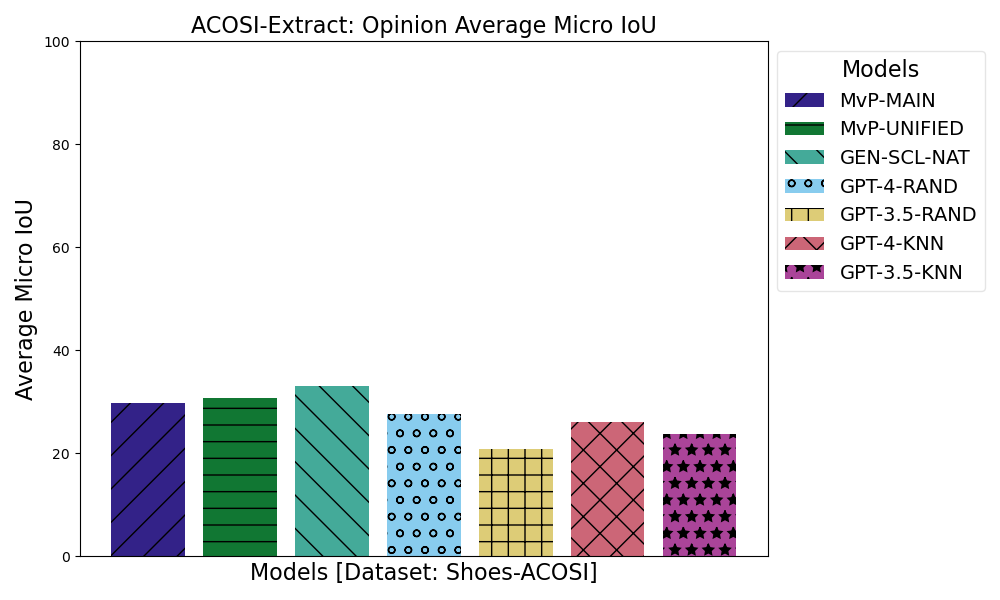 ACOSI-Extract: Opinion Average Micro IoU
100
80
60
40
20
0
Average Micro IoU
Models [Dataset: Shoes-ACOSI]
Models
MvP-MAIN
MvP-UNIFIED
GEN-SCL-NAT
GPT-4-RAND
GPT-3.5-RAND
GPT-4-KNN
GPT-3.5-KNN